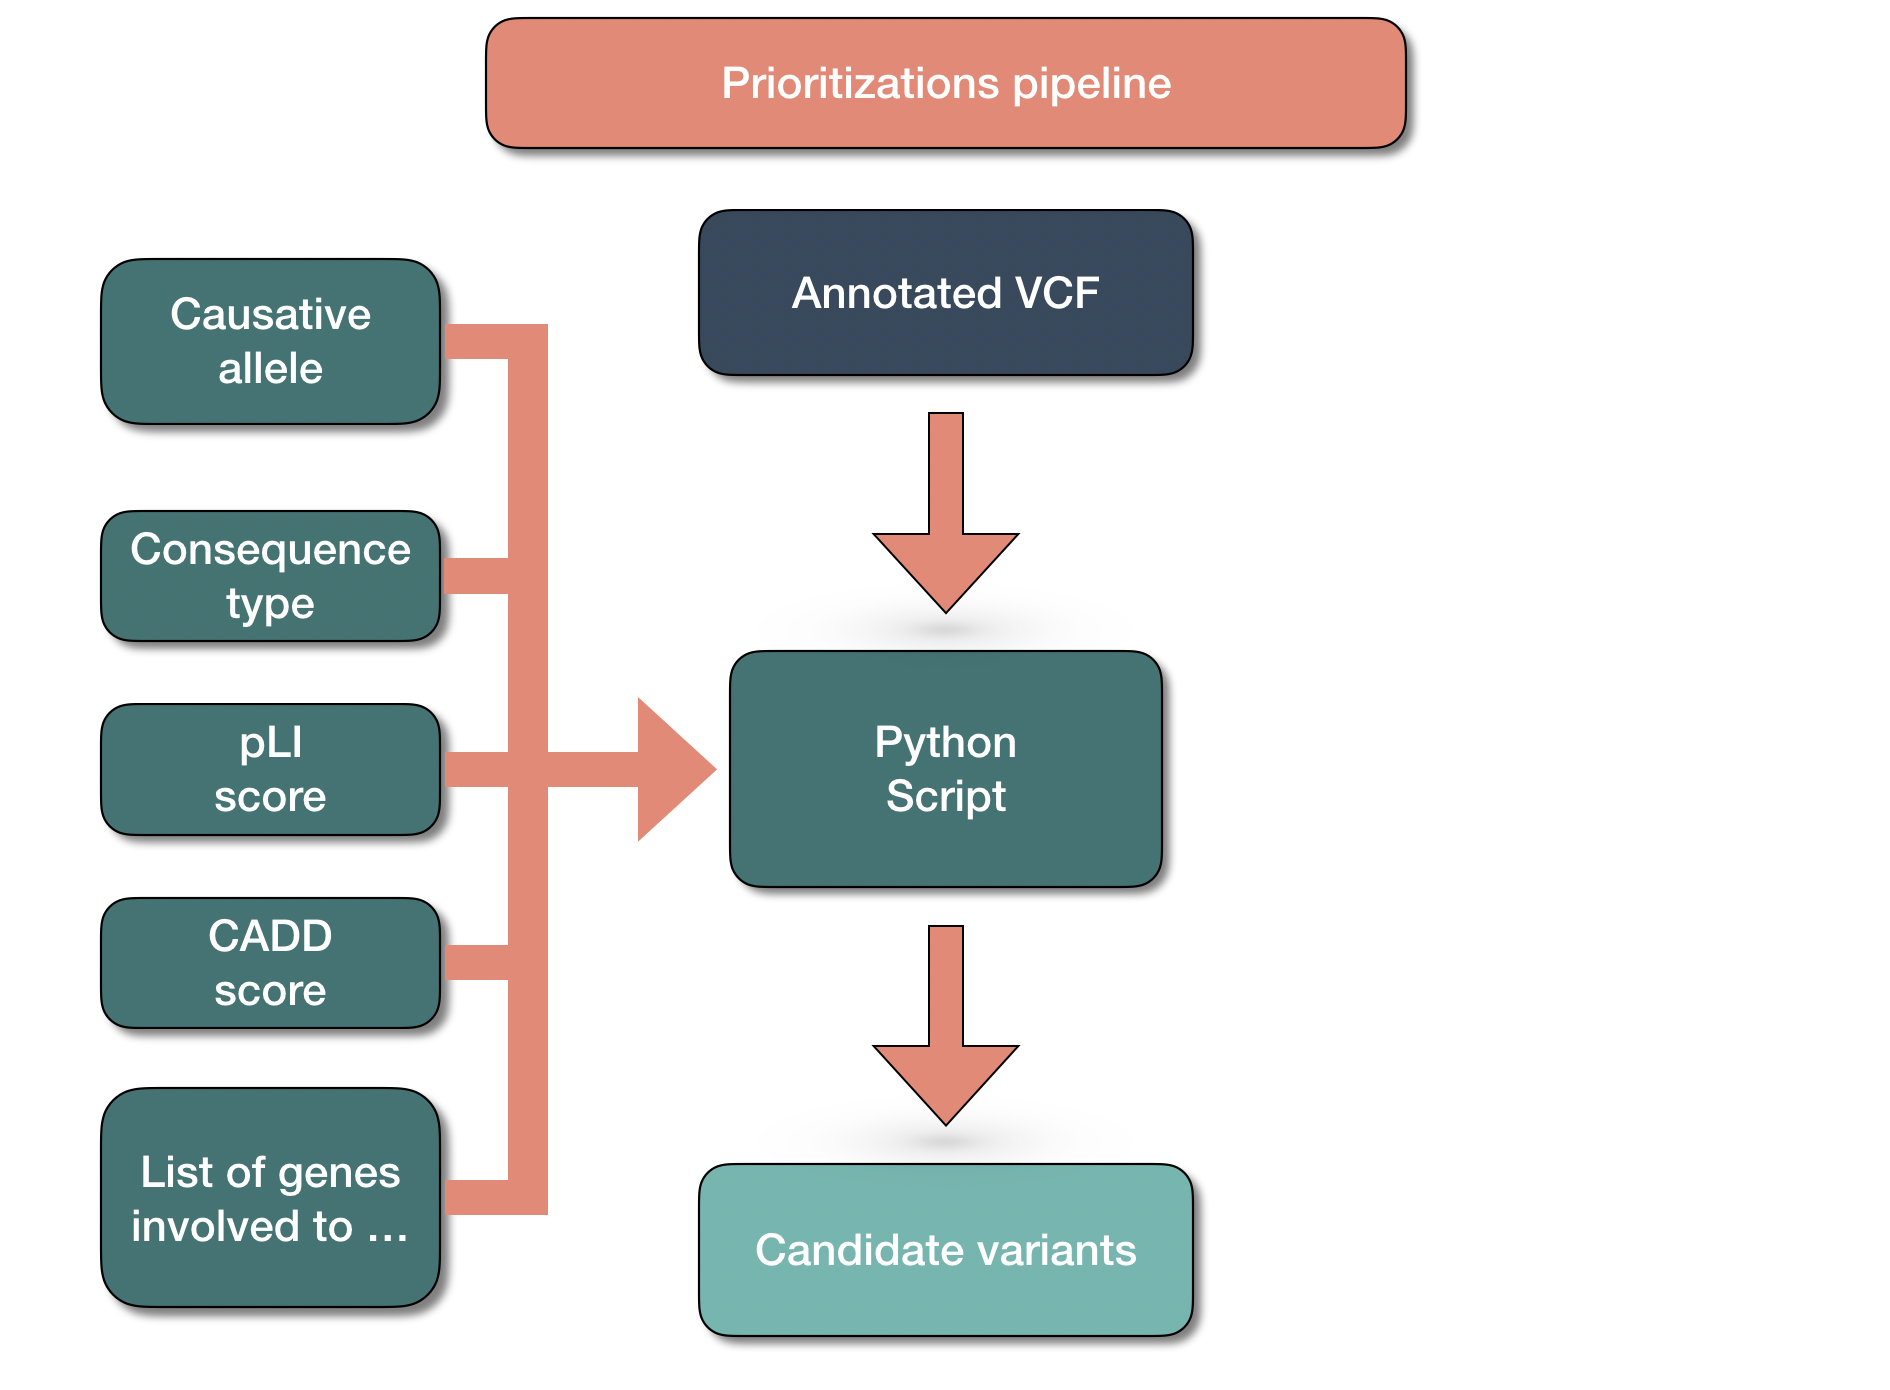 Prioritizations pipeline
Annotated VCF
Causative
allele
Consequence
type
pLI
score
CADD
score
List of genes
involved to ...
Python
Script
Candidate variants